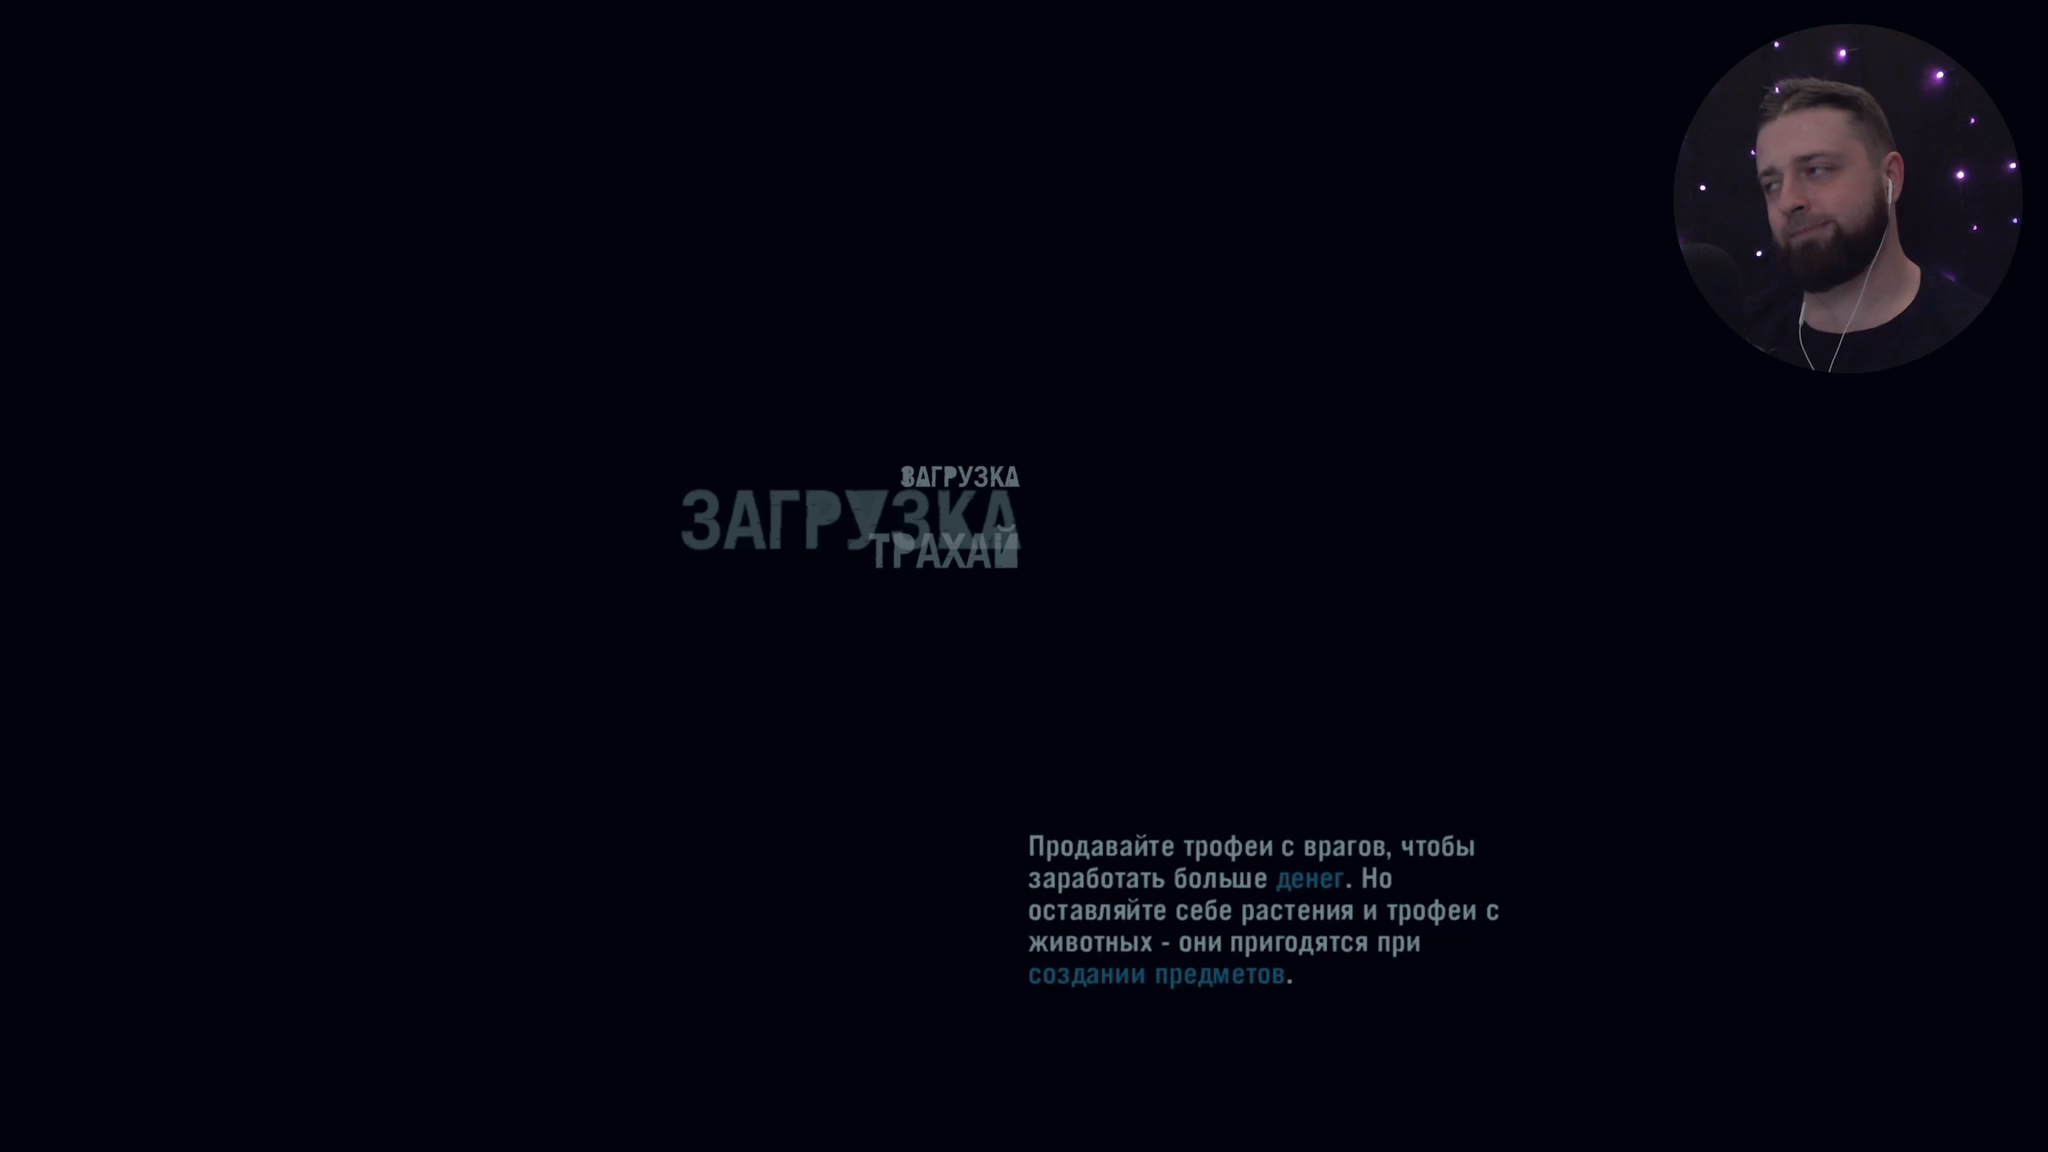 ЗАГРУЗКА
ЗАГРУЗКА
ТРАХАЙ
Продавайте трофеи с врагов, чтобы
заработать больше денег. Но
оставляйте себе растения и трофеи с
животных - они пригодятся при
создании предметов.